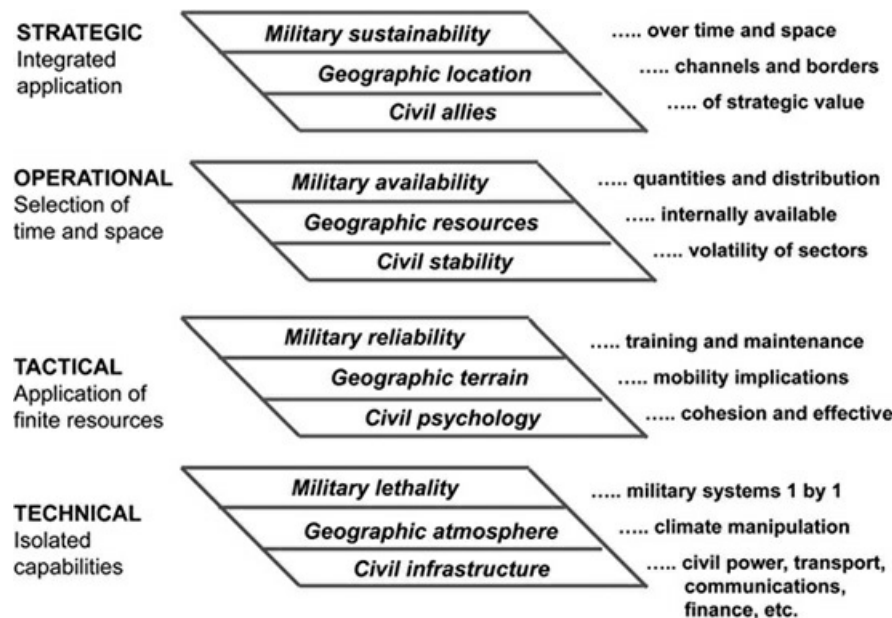 STRATEGIC
Integrated
application
Military sustainability
Geographic location
Civil allies
..... over time and space
..... channels and borders
..... of strategic value
OPERATIONAL
Selection of
time and space
Military availability
Geographic resources
Civil stability
..... quantities and distribution
..... internally available
..... volatility of sectors
TACTICAL
Application of
finite resources
Military reliability
Geographic terrain
Civil psychology
..... training and maintenance
..... mobility implications
..... cohesion and effective
TECHNICAL
Isolated
capabilities
Military lethality
Geographic atmosphere
Civil infrastructure
..... military systems 1 by 1
..... climate manipulation
..... civil power, transport,
communications,
finance, etc.